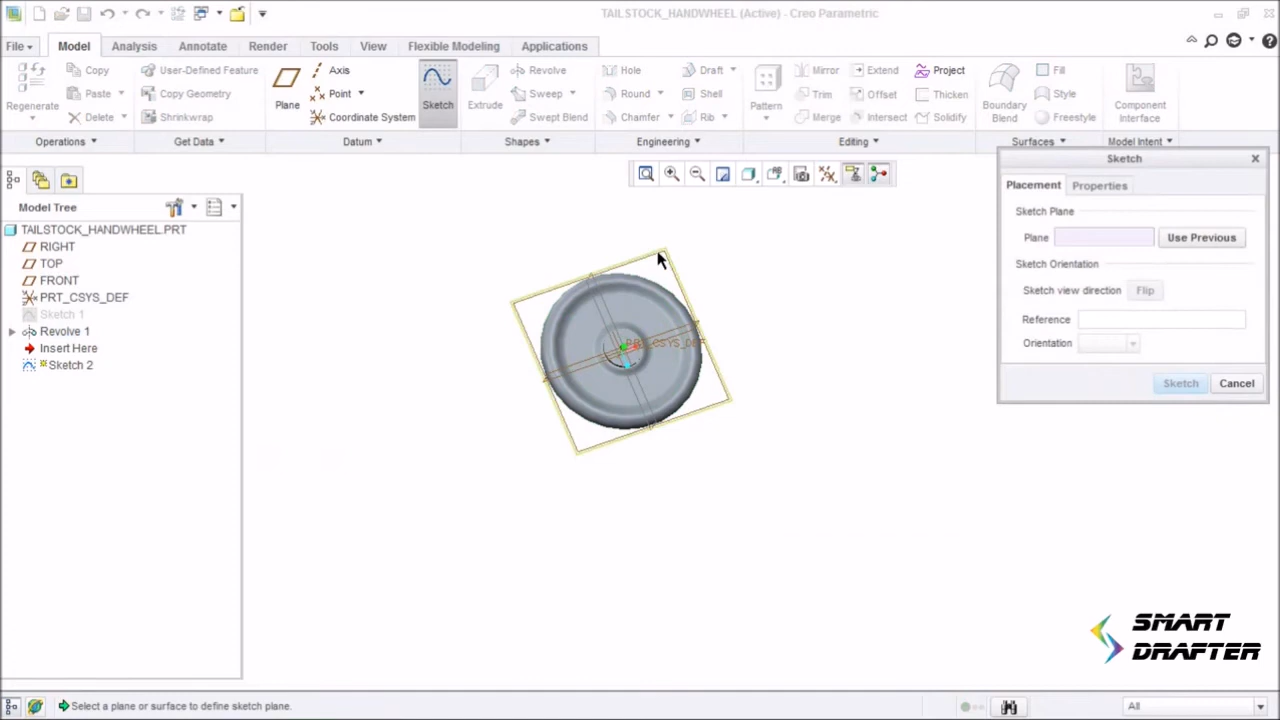 TAILSTOCK_HANDWHEEL (Active) - Creo Parametric
File Model Analysis Annotate Render Tools View Flexible Modeling Applications
Regenerate Copy Paste Delete User-Defined Feature Copy Geometry Shrinkwrap Plane Axis Point Coordinate System Sketch Extrude Revolve Sweep Swept Blend Hole Round Chamfer Draft Shell Rib Pattern Mirror Trim Merge Extend Offset Intersect Project Thicken Solidify Boundary Blend Fill Style Freestyle Component Interface
Operations Get Data Datum Shapes Engineering Editing Surfaces Model Intent
Sketch
Placement Properties
Sketch Plane
Plane Use Previous
Sketch Orientation
Sketch view direction Flip
Reference
Orientation
Sketch Cancel
Model Tree
TAILSTOCK_HANDWHEEL.PRT
RIGHT
TOP
FRONT
PRT_CSYS_DEF
Sketch 1
Revolve 1
Insert Here
Sketch 2
PRT_CSYS_DEF
SMART
DRAFTER
Select a plane or surface to define sketch plane.
All